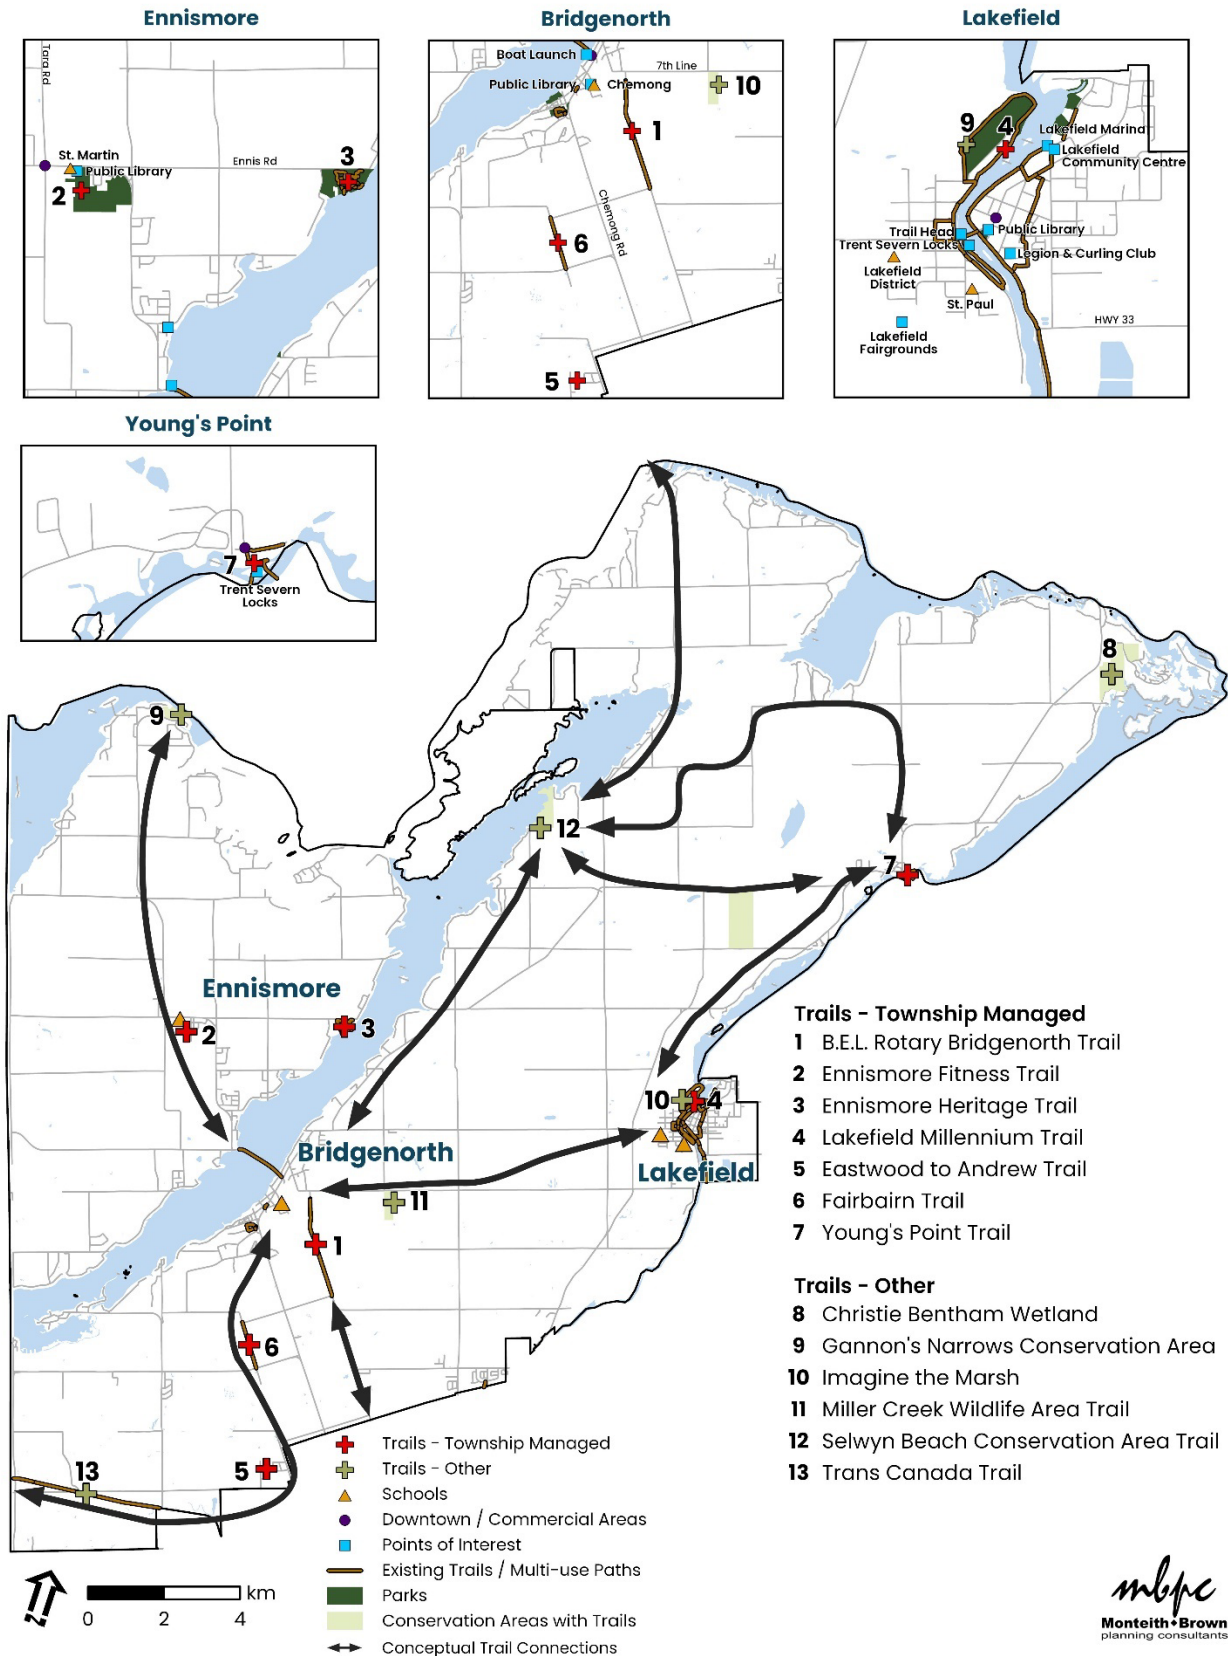 Ennismore
Bridgenorth
Lakefield
Tara Rd
St. Martin
Public Library
2
Ennis Rd
3
Boat Launch
7th Line
Public Library
Chemong
10
1
Chemong Rd
6
5
9
4
Lakefield Marina
Lakefield
Community Centre
Trail Head
Public Library
Trent Severn Locks
Legion & Curling Club
Lakefield
District
St. Paul
HWY 33
Lakefield
Fairgrounds
Young's Point
7
Trent Severn
Locks
8
9
12
7
Ennismore
2
3
10
4
Bridgenorth
Lakefield
11
1
6
5
13
Trails - Township Managed
1 B.E.L. Rotary Bridgenorth Trail
2 Ennismore Fitness Trail
3 Ennismore Heritage Trail
4 Lakefield Millennium Trail
5 Eastwood to Andrew Trail
6 Fairbairn Trail
7 Young's Point Trail
Trails - Other
8 Christie Bentham Wetland
9 Gannon's Narrows Conservation Area
10 Imagine the Marsh
11 Miller Creek Wildlife Area Trail
12 Selwyn Beach Conservation Area Trail
13 Trans Canada Trail
Trails - Township Managed
Trails - Other
Schools
Downtown / Commercial Areas
Points of Interest
Existing Trails / Multi-use Paths
Parks
Conservation Areas with Trails
Conceptual Trail Connections
N
km
0 2 4
mbpc
Monteith♦Brown
planning consultants